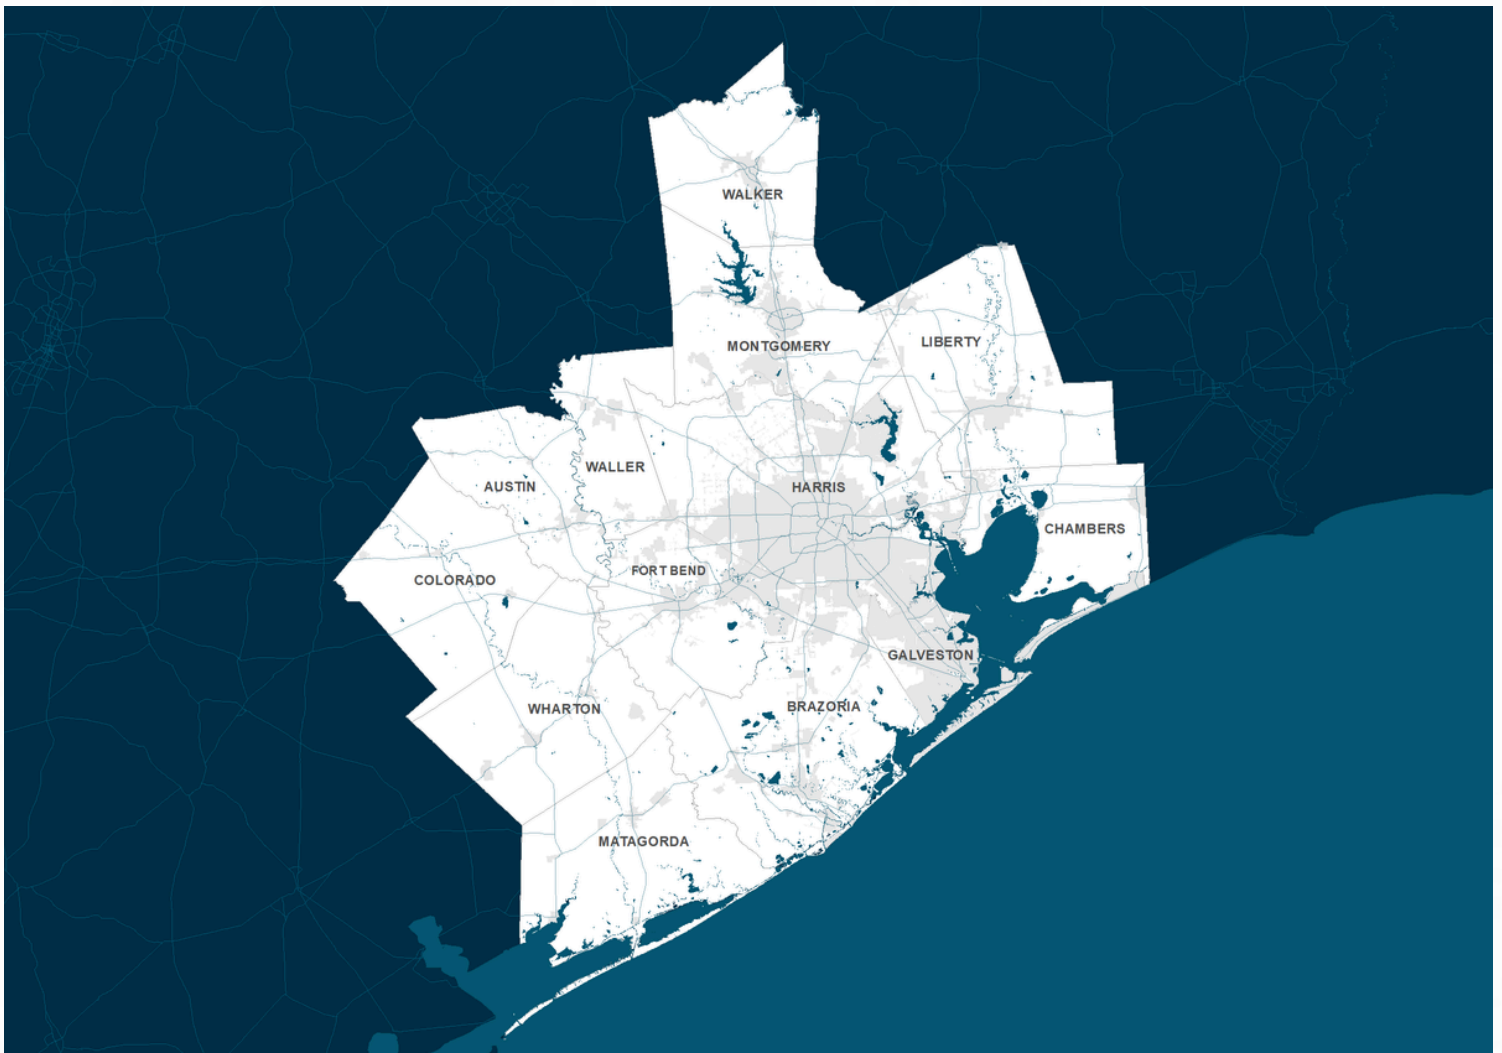 WALKER
MONTGOMERY
LIBERTY
WALLER
AUSTIN
HARRIS
CHAMBERS
FORT BEND
COLORADO
GALVESTON
WHARTON
BRAZORIA
MATAGORDA